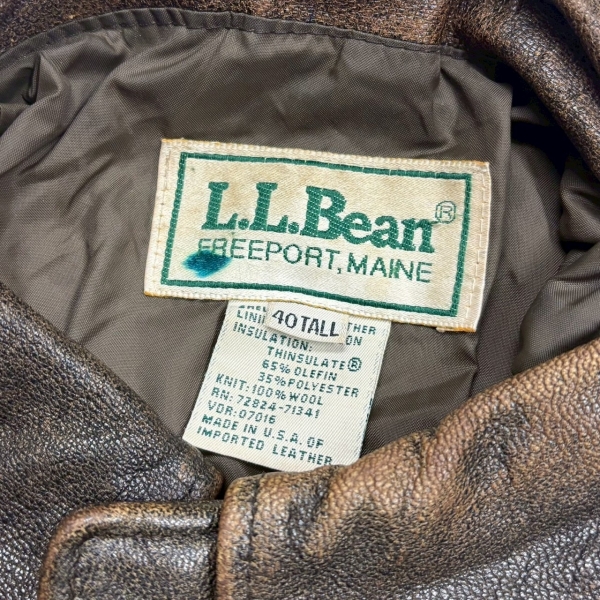 L.L.Bean®
FREEPORT, MAINE
40 TALL
INSULATION:
THINSULATE®
65% OLEFIN
35% POLYESTER
KNIT: 100% WOOL
RN: 72824-71341
VDR: 07016
MADE IN U.S.A. OF
IMPORTED LEATHER